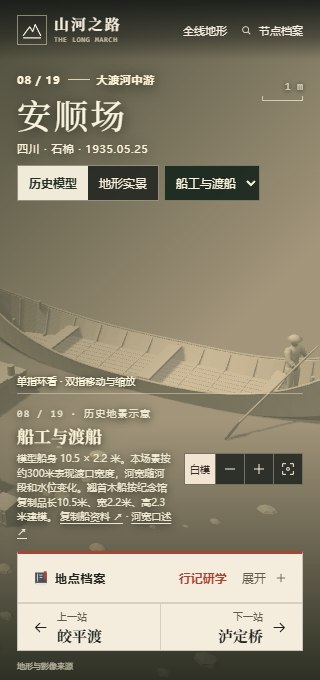 山河之路
THE LONG MARCH
全线地形
节点档案
08 / 19 —— 大渡河中游
安顺场
1 m
四川 · 石棉 · 1935.05.25
历史模型
地形实景
船工与渡船
单指环看 · 双指移动与缩放
08 / 19 · 历史地景示意
船工与渡船
模型船身 10.5 × 2.2 米。本场景按
约300米表现渡口宽度，河宽随河
段和水位变化。翘首木船按纪念馆
复制品长10.5米、宽2.2米、高2.3
米建模。 复制船资料 ↗ · 河宽口述
↗
白模
地点档案
行记研学
展开 +
上一站
← 皎平渡
下一站
泸定桥 →
地形与影像来源